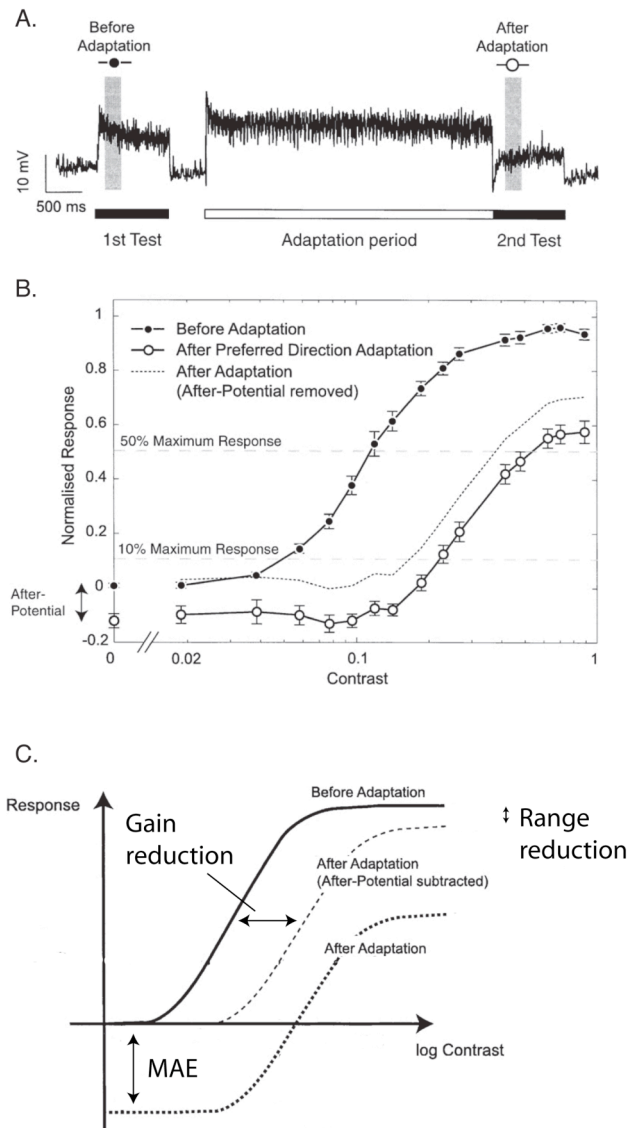 A.
Before
Adaptation
After
Adaptation
10 mV
500 ms
1st Test
Adaptation period
2nd Test
B.
1
0.8
0.6
0.4
0.2
0
-0.2
Normalised Response
Before Adaptation
After Preferred Direction Adaptation
After Adaptation
(After-Potential removed)
50% Maximum Response
10% Maximum Response
After-
Potential
0
0.02
0.1
1
Contrast
C.
Response
Before Adaptation
Gain
reduction
Range
reduction
After Adaptation
(After-Potential subtracted)
After Adaptation
log Contrast
MAE